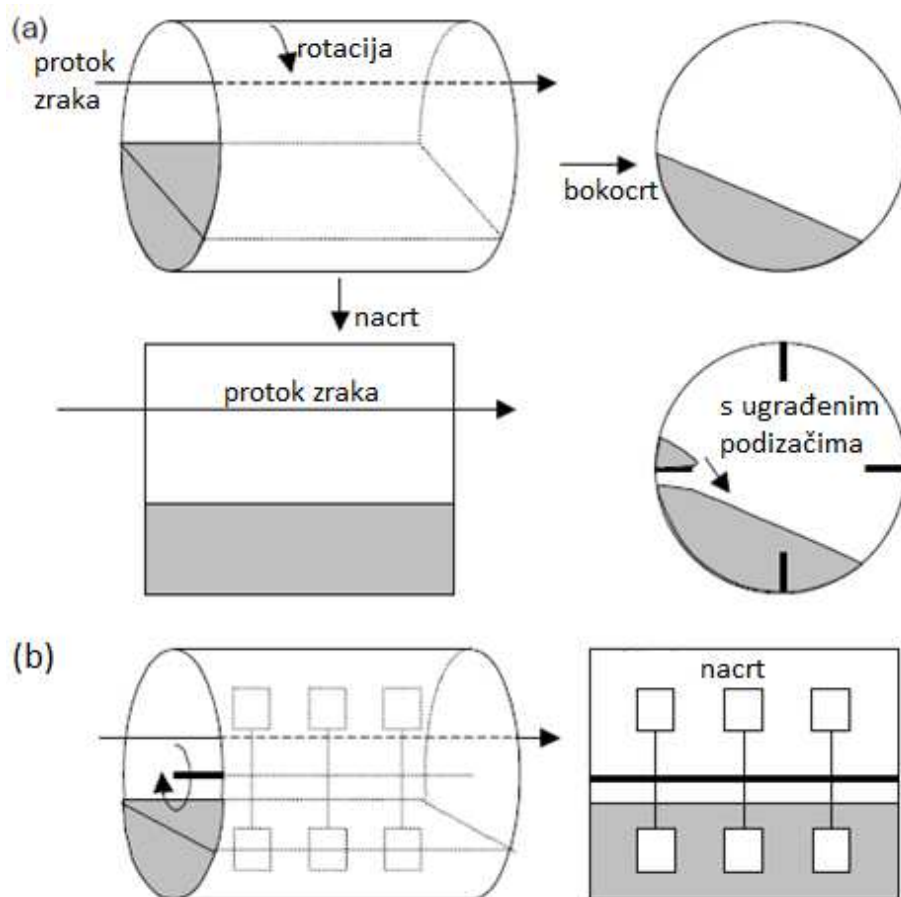 (a)
rotacija
protok
zraka
bokocrt
nacrt
protok zraka
s ugrađenim
podizačima
(b)
nacrt